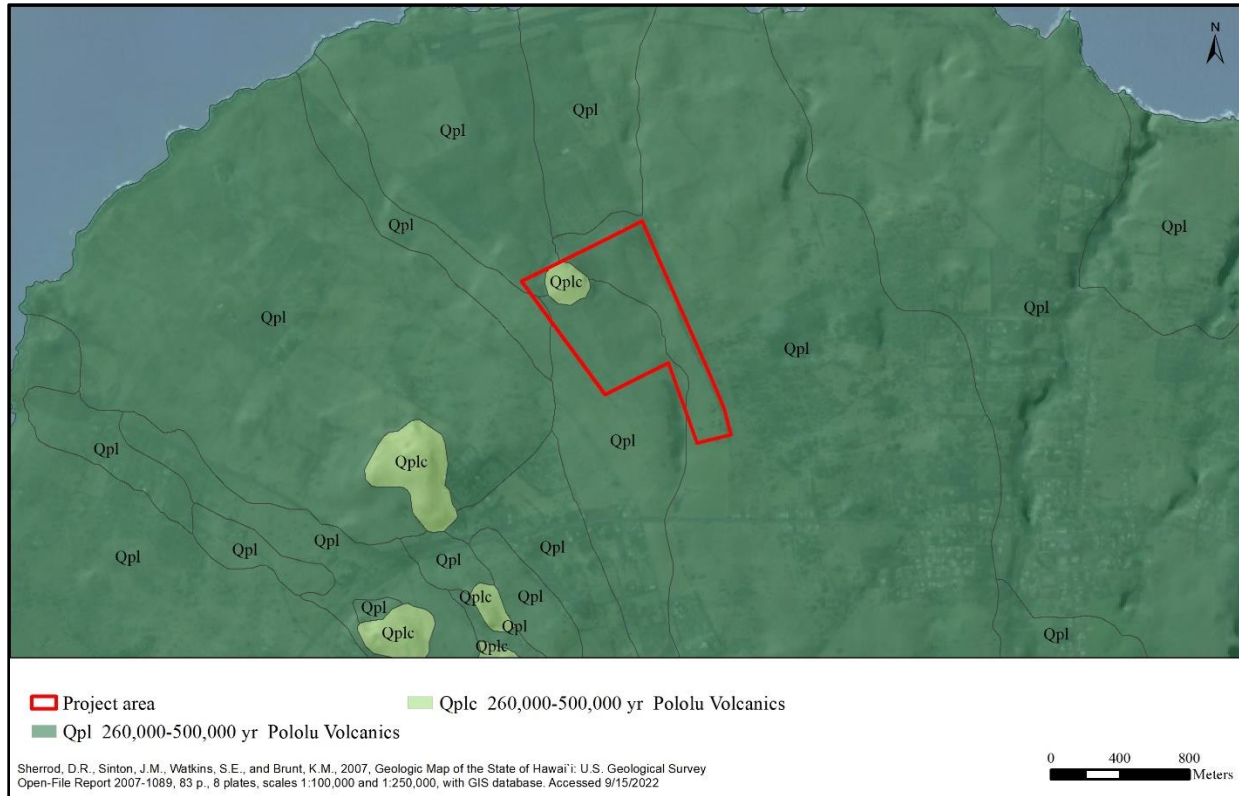 N
Qpl
Qpl
Qpl
Qpl
Qplc
Qpl
Qpl
Qpl
Qpl
Qpl
Qplc
Qpl
Qpl
Qpl
Qpl
Qpl
Qpl
Qplc
Qpl
Qpl
Qpl
Qplc
Qplc
Qpl
Project area
Qplc 260,000-500,000 yr Pololu Volcanics
Qpl 260,000-500,000 yr Pololu Volcanics
Sherrod, D.R., Sinton, J.M., Watkins, S.E., and Brunt, K.M., 2007, Geologic Map of the State of Hawai`i: U.S. Geological Survey
Open-File Report 2007-1089, 83 p., 8 plates, scales 1:100,000 and 1:250,000, with GIS database. Accessed 9/15/2022
0 400 800
Meters